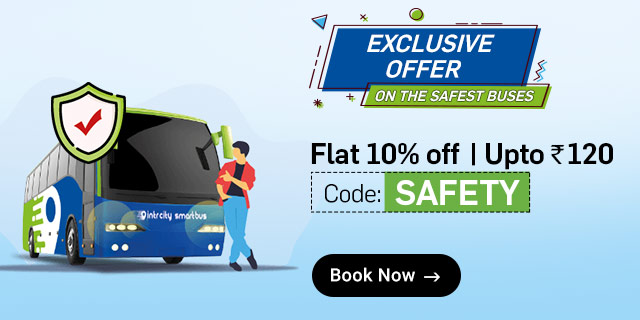 EXCLUSIVE
OFFER
ON THE SAFEST BUSES
Flat 10% off | Upto ₹120
Code: SAFETY
intrcity smartbus
Book Now →